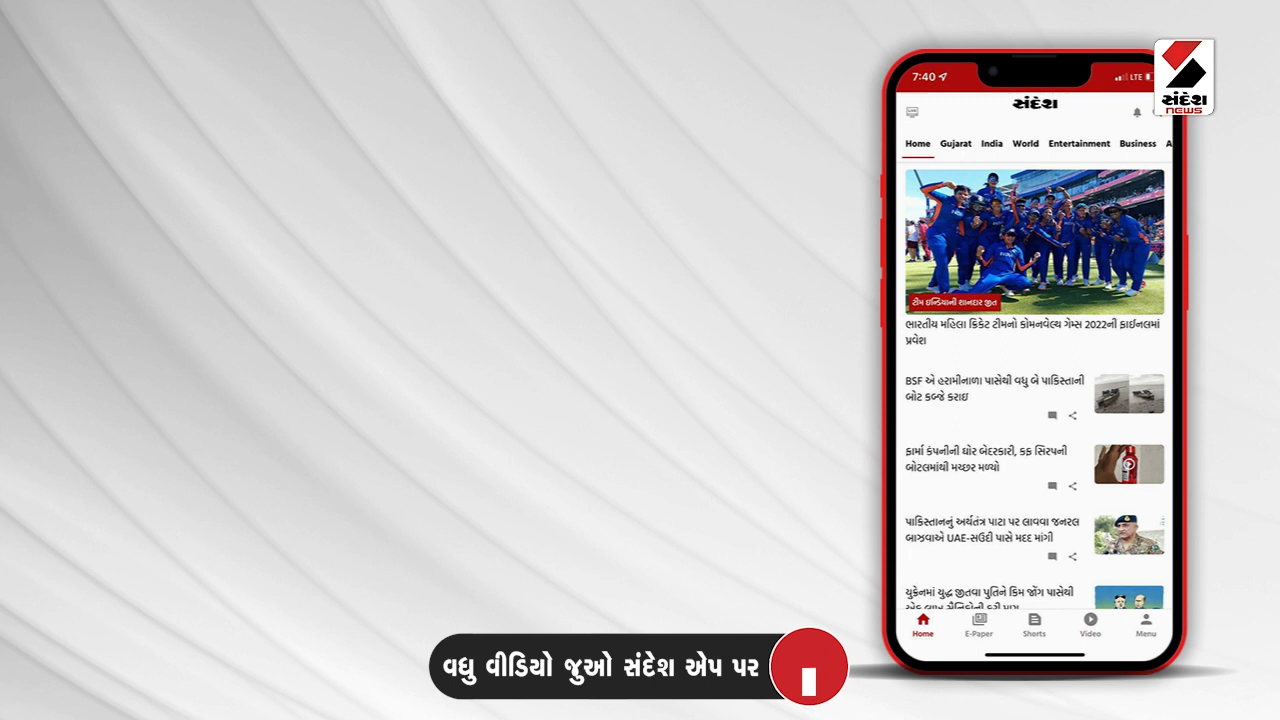 સંદેશ
NEWS
7:40
LTE
સંદેશ
Home Gujarat India World Entertainment Business A
ટીમ ઇન્ડિયાની શાનદાર જીત
ભારતીય મહિલા ક્રિકેટ ટીમનો કોમનવેલ્થ ગેમ્સ 2022ની ફાઈનલમાં
પ્રવેશ
BSF એ હરામીનાળા પાસેથી વધુ બે પાકિસ્તાની
બોટ કબ્જે કરાઇ
ફાર્મા કંપનીની ઘોર બેદરકારી, કફ સિરપની
બોટલમાંથી મચ્છર મળ્યો
પાકિસ્તાનનું અર્થતંત્ર પાટા પર લાવવા જનરલ
બાઝવાએ UAE-સઉદી પાસે મદદ માંગી
યુક્રેનમાં યુદ્ધ જીતવા પુતિને કિમ જોંગ પાસેથી
Home E-Paper Shorts Video Menu
વધુ વીડિયો જુઓ સંદેશ એપ પર